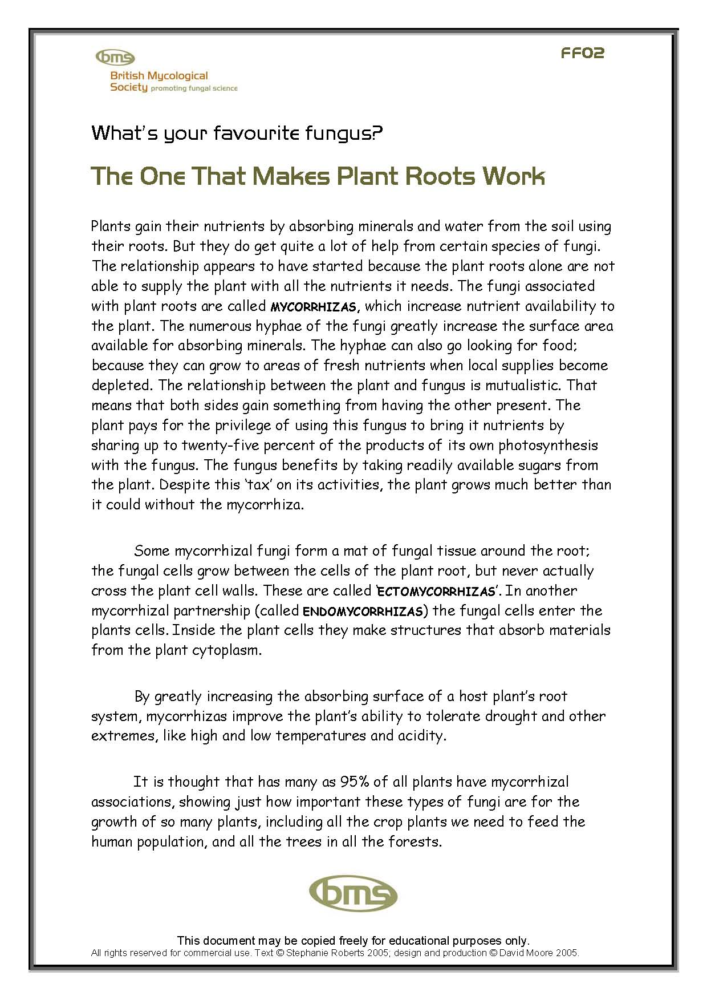 bms
FF02
British Mycological
Society promoting fungal science
What's your favourite fungus?
The One That Makes Plant Roots Work
Plants gain their nutrients by absorbing minerals and water from the soil using
their roots. But they do get quite a lot of help from certain species of fungi.
The relationship appears to have started because the plant roots alone are not
able to supply the plant with all the nutrients it needs. The fungi associated
with plant roots are called MYCORRHIZAS, which increase nutrient availability to
the plant. The numerous hyphae of the fungi greatly increase the surface area
available for absorbing minerals. The hyphae can also go looking for food;
because they can grow to areas of fresh nutrients when local supplies become
depleted. The relationship between the plant and fungus is mutualistic. That
means that both sides gain something from having the other present. The
plant pays for the privilege of using this fungus to bring it nutrients by
sharing up to twenty-five percent of the products of its own photosynthesis
with the fungus. The fungus benefits by taking readily available sugars from
the plant. Despite this ‘tax’ on its activities, the plant grows much better than
it could without the mycorrhiza.
Some mycorrhizal fungi form a mat of fungal tissue around the root;
the fungal cells grow between the cells of the plant root, but never actually
cross the plant cell walls. These are called ‘ECTOMYCORRHIZAS’. In another
mycorrhizal partnership (called ENDOMYCORRHIZAS) the fungal cells enter the
plants cells. Inside the plant cells they make structures that absorb materials
from the plant cytoplasm.
By greatly increasing the absorbing surface of a host plant’s root
system, mycorrhizas improve the plant’s ability to tolerate drought and other
extremes, like high and low temperatures and acidity.
It is thought that has many as 95% of all plants have mycorrhizal
associations, showing just how important these types of fungi are for the
growth of so many plants, including all the crop plants we need to feed the
human population, and all the trees in all the forests.
bms
This document may be copied freely for educational purposes only.
All rights reserved for commercial use. Text © Stephanie Roberts 2005; design and production © David Moore 2005.